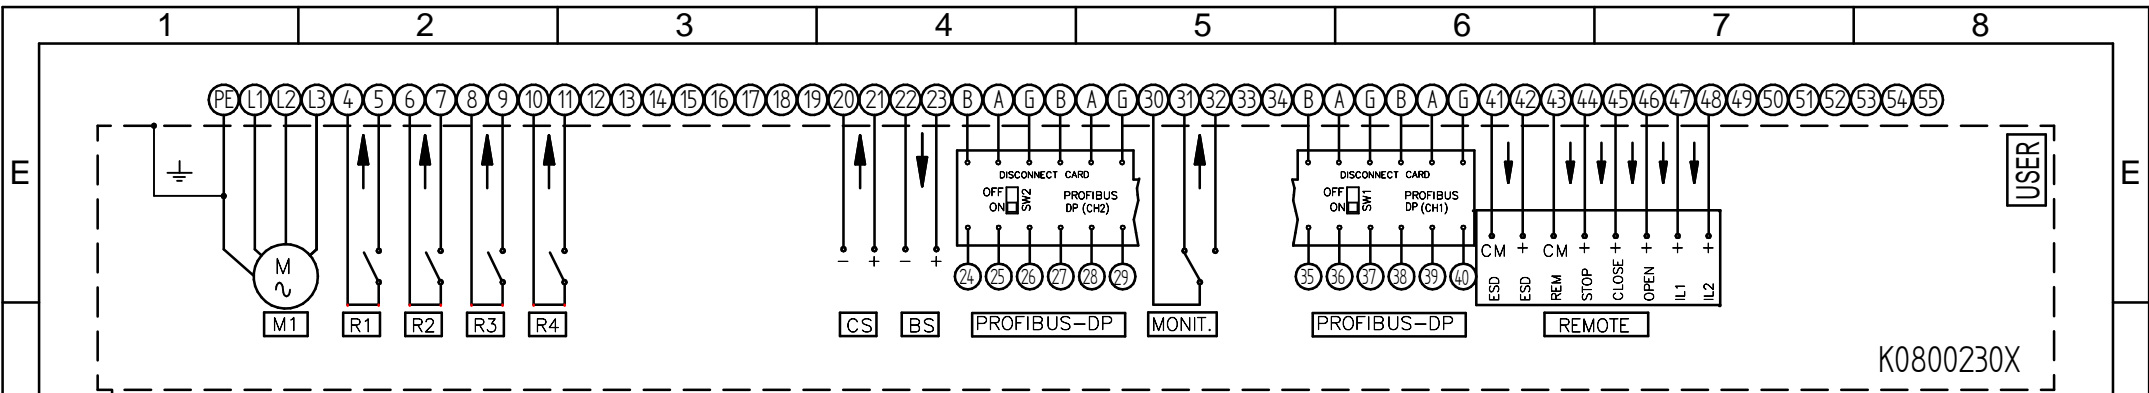 1 2 3 4 5 6 7 8
PE L1 L2 L3 4 5 6 7 8 9 10 11 12 13 14 15 16 17 18 19 20 21 22 23 B A G B A G 30 31 32 33 34 B A G B A G 41 42 43 44 45 46 47 48 49 50 51 52 53 54 55
E
E
USER
DISCONNECT CARD
OFF
ON
SW2
PROFIBUS
DP (CH2)
DISCONNECT CARD
OFF
ON
SW1
PROFIBUS
DP (CH1)
M
− + − +
24 25 26 27 28 29
35 36 37 38 39 40
CM + CM + + + + +
ESD ESD REM STOP CLOSE OPEN IL1 IL2
M1 R1 R2 R3 R4 CS BS PROFIBUS-DP MONIT. PROFIBUS-DP REMOTE
K0800230X